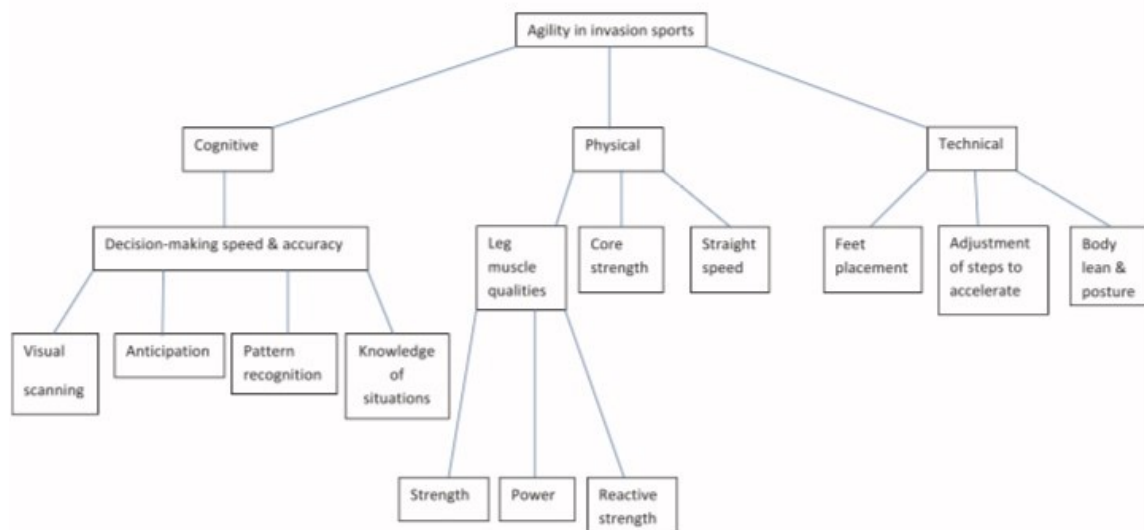 Agility in invasion sports
Cognitive
Physical
Technical
Decision-making speed & accuracy
Leg
muscle
qualities
Core
strength
Straight
speed
Feet
placement
Adjustment
of steps to
accelerate
Body
lean &
posture
Visual
scanning
Anticipation
Pattern
recognition
Knowledge
of
situations
Strength
Power
Reactive
strength